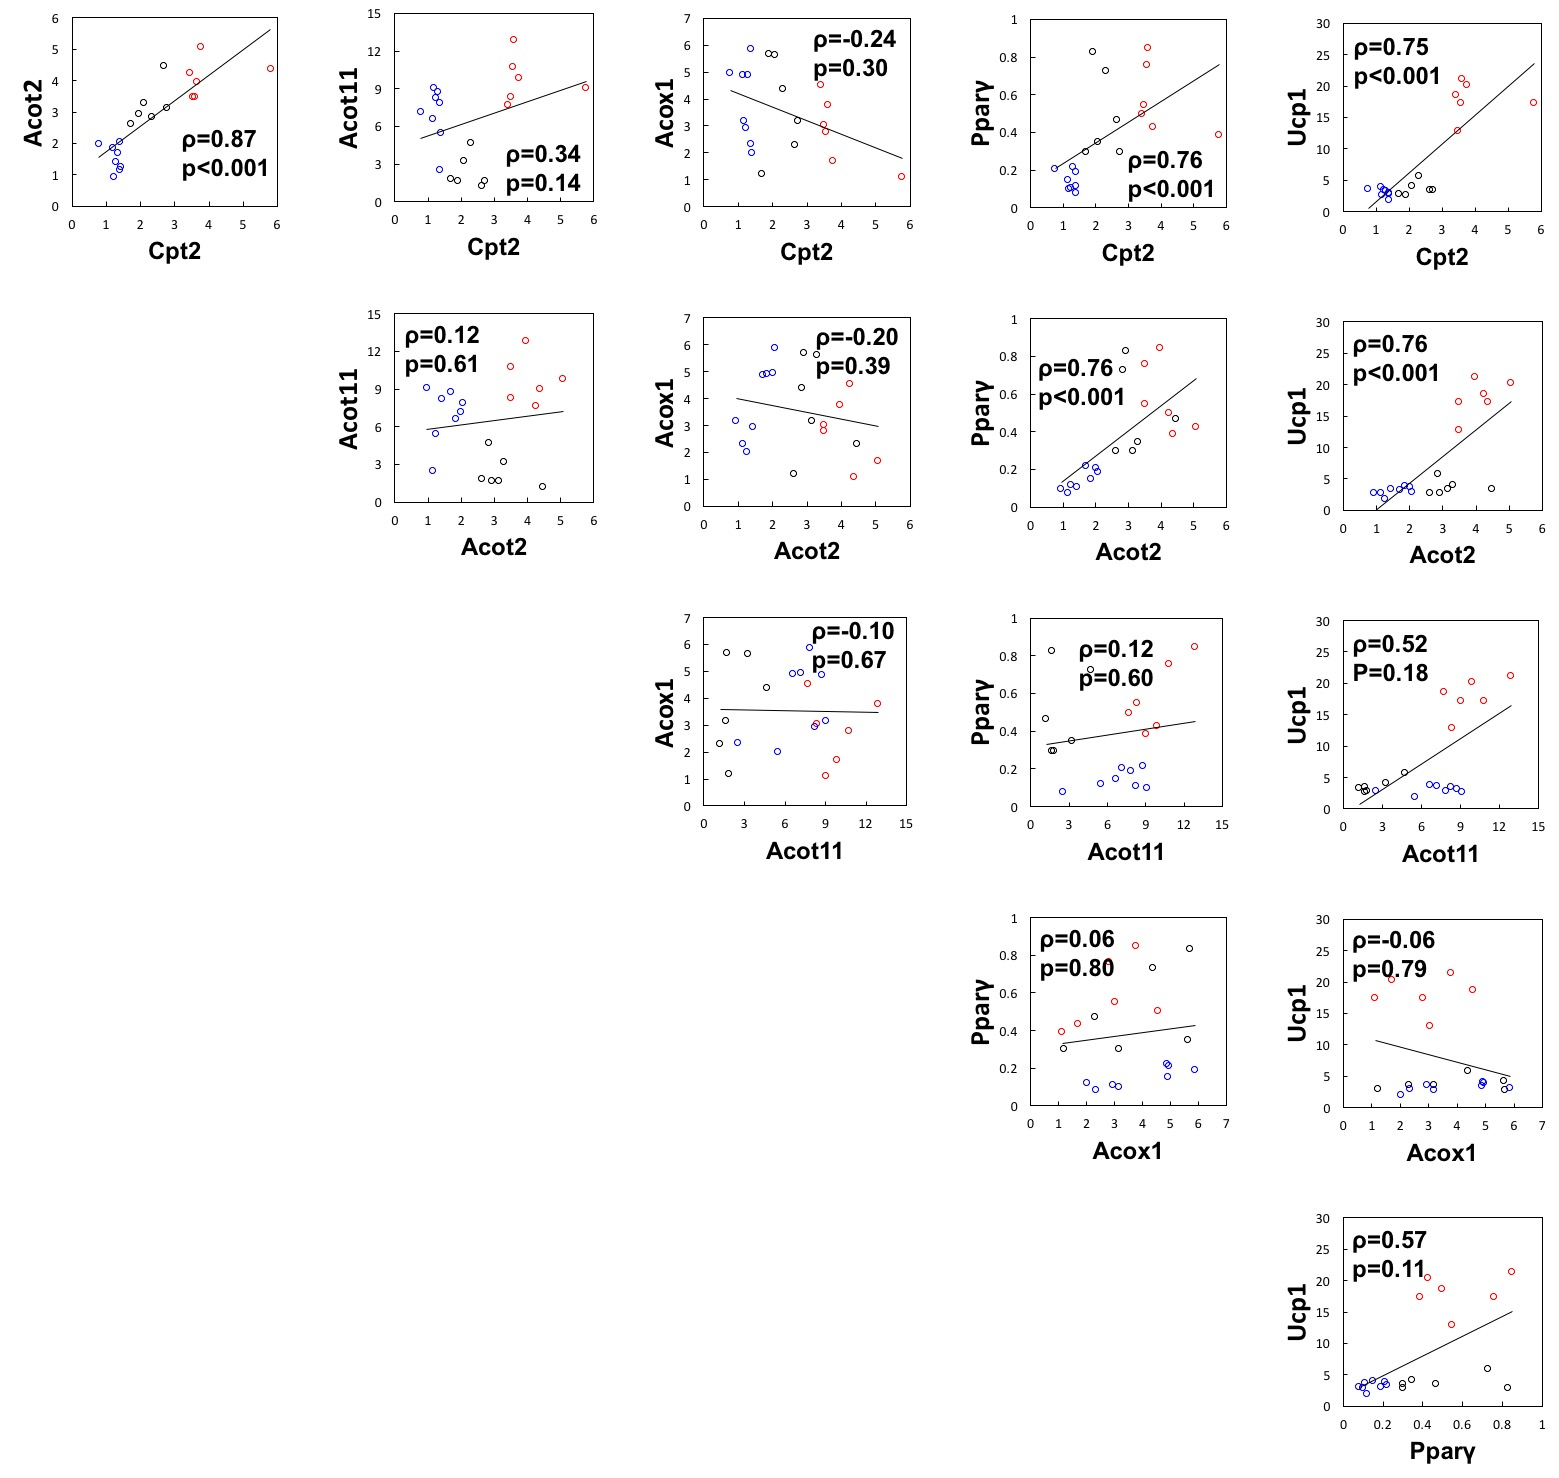 Acot2
6
5
4
3
2
1
0
ρ=0.87
p<0.001
0 1 2 3 4 5 6
Cpt2
Acot11
15
12
9
6
3
0
ρ=0.34
p=0.14
0 1 2 3 4 5 6
Cpt2
Acox1
7
6
5
4
3
2
1
0
ρ=-0.24
p=0.30
0 1 2 3 4 5 6
Cpt2
Pparγ
1
0.8
0.6
0.4
0.2
0
ρ=0.76
p<0.001
0 1 2 3 4 5 6
Cpt2
Ucp1
30
25
20
15
10
5
0
ρ=0.75
p<0.001
0 1 2 3 4 5 6
Cpt2
Acot11
15
12
9
6
3
0
ρ=0.12
p=0.61
0 1 2 3 4 5 6
Acot2
Acox1
7
6
5
4
3
2
1
0
ρ=-0.20
p=0.39
0 1 2 3 4 5 6
Acot2
Pparγ
1
0.8
0.6
0.4
0.2
0
ρ=0.76
p<0.001
0 1 2 3 4 5 6
Acot2
Ucp1
30
25
20
15
10
5
0
ρ=0.76
p<0.001
0 1 2 3 4 5 6
Acot2
Acox1
7
6
5
4
3
2
1
0
ρ=-0.10
p=0.67
0 3 6 9 12 15
Acot11
Pparγ
1
0.8
0.6
0.4
0.2
0
ρ=0.12
p=0.60
0 3 6 9 12 15
Acot11
Ucp1
30
25
20
15
10
5
0
ρ=0.52
P=0.18
0 3 6 9 12 15
Acot11
Pparγ
1
0.8
0.6
0.4
0.2
0
ρ=0.06
p=0.80
0 1 2 3 4 5 6 7
Acox1
Ucp1
30
25
20
15
10
5
0
ρ=-0.06
p=0.79
0 1 2 3 4 5 6 7
Acox1
Ucp1
30
25
20
15
10
5
0
ρ=0.57
p=0.11
0 0.2 0.4 0.6 0.8 1
Pparγ